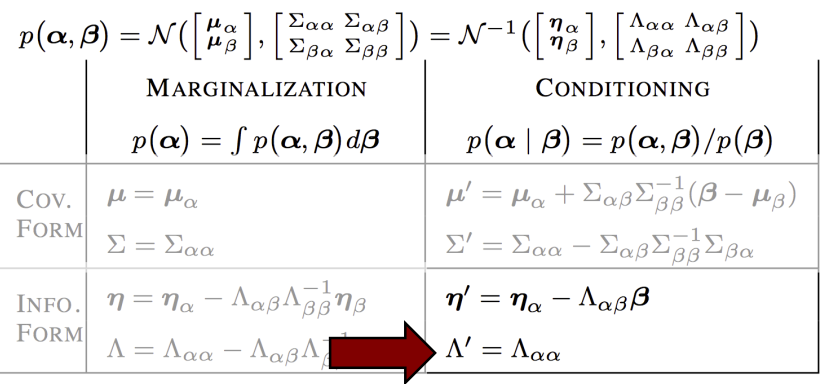 p(α, β) = 𝒩([μ_α μ_β], [Σ_αα Σ_αβ Σ_βα Σ_ββ]) = 𝒩⁻¹([η_α η_β], [Λ_αα Λ_αβ Λ_βα Λ_ββ])
MARGINALIZATION CONDITIONING
p(α) = ∫ p(α, β) dβ p(α | β) = p(α, β)/p(β)
COV. FORM
μ = μ_α μ′ = μ_α + Σ_αβ Σ_ββ⁻¹(β − μ_β)
Σ = Σ_αα Σ′ = Σ_αα − Σ_αβ Σ_ββ⁻¹ Σ_βα
INFO. FORM
η = η_α − Λ_αβ Λ_ββ⁻¹ η_β η′ = η_α − Λ_αβ β
Λ = Λ_αα − Λ_αβ Λ Λ′ = Λ_αα